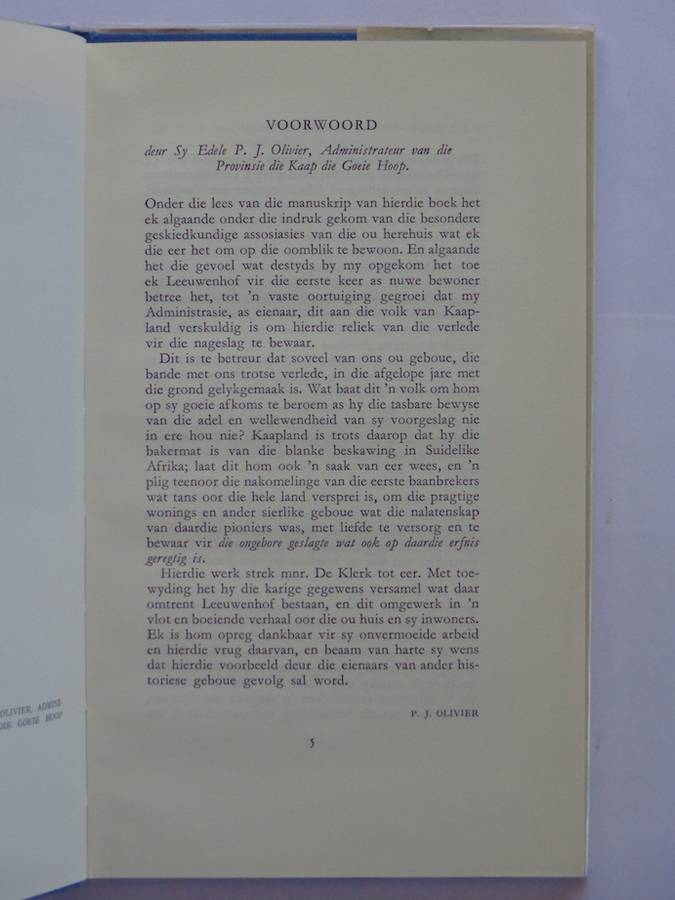 VOORWOORD
deur Sy Edele P. J. Olivier, Administrateur van die
Provinsie die Kaap die Goeie Hoop.
Onder die lees van die manuskrip van hierdie boek het
ek algaande onder die indruk gekom van die besondere
geskiedkundige assosiasies van die ou herehuis wat ek
die eer het om op die oomblik te bewoon. En algaande
het die gevoel wat destyds by my opgekom het toe
ek Leeuwenhof vir die eerste keer as nuwe bewoner
betree het, tot 'n vaste oortuiging gegroei dat my
Administrasie, as eienaar, dit aan die volk van Kaap-
land verskuldig is om hierdie reliek van die verlede
vir die nageslag te bewaar.
Dit is te betreur dat soveel van ons ou geboue, die
bande met ons trotse verlede, in die afgelope jare met
die grond gelykgemaak is. Wat baat dit 'n volk om hom
op sy goeie afkoms te beroem as hy die tasbare bewyse
van die adel en wellewendheid van sy voorgeslag nie
in ere hou nie? Kaapland is trots daarop dat hy die
bakermat is van die blanke beskawing in Suidelike
Afrika; laat dit hom ook 'n saak van eer wees, en 'n
plig teenoor die nakomelinge van die eerste baanbrekers
wat tans oor die hele land versprei is, om die pragtige
wonings en ander sierlike geboue wat die nalatenskap
van daardie pioniers was, met liefde te versorg en te
bewaar vir die ongebore geslagte wat ook op daardie erfnis
geregtig is.
Hierdie werk strek mnr. De Klerk tot eer. Met toe-
wyding het hy die karige gegewens versamel wat daar
omtrent Leeuwenhof bestaan, en dit omgewerk in 'n
vlot en boeiende verhaal oor die ou huis en sy inwoners.
Ek is hom opreg dankbaar vir sy onvermoeide arbeid
en hierdie vrug daarvan, en beaam van harte sy wens
dat hierdie voorbeeld deur die eienaars van ander his-
toriese geboue gevolg sal word.
P. J. OLIVIER
5
OLIVIER, ADMINI
DIE GOEIE HOOP